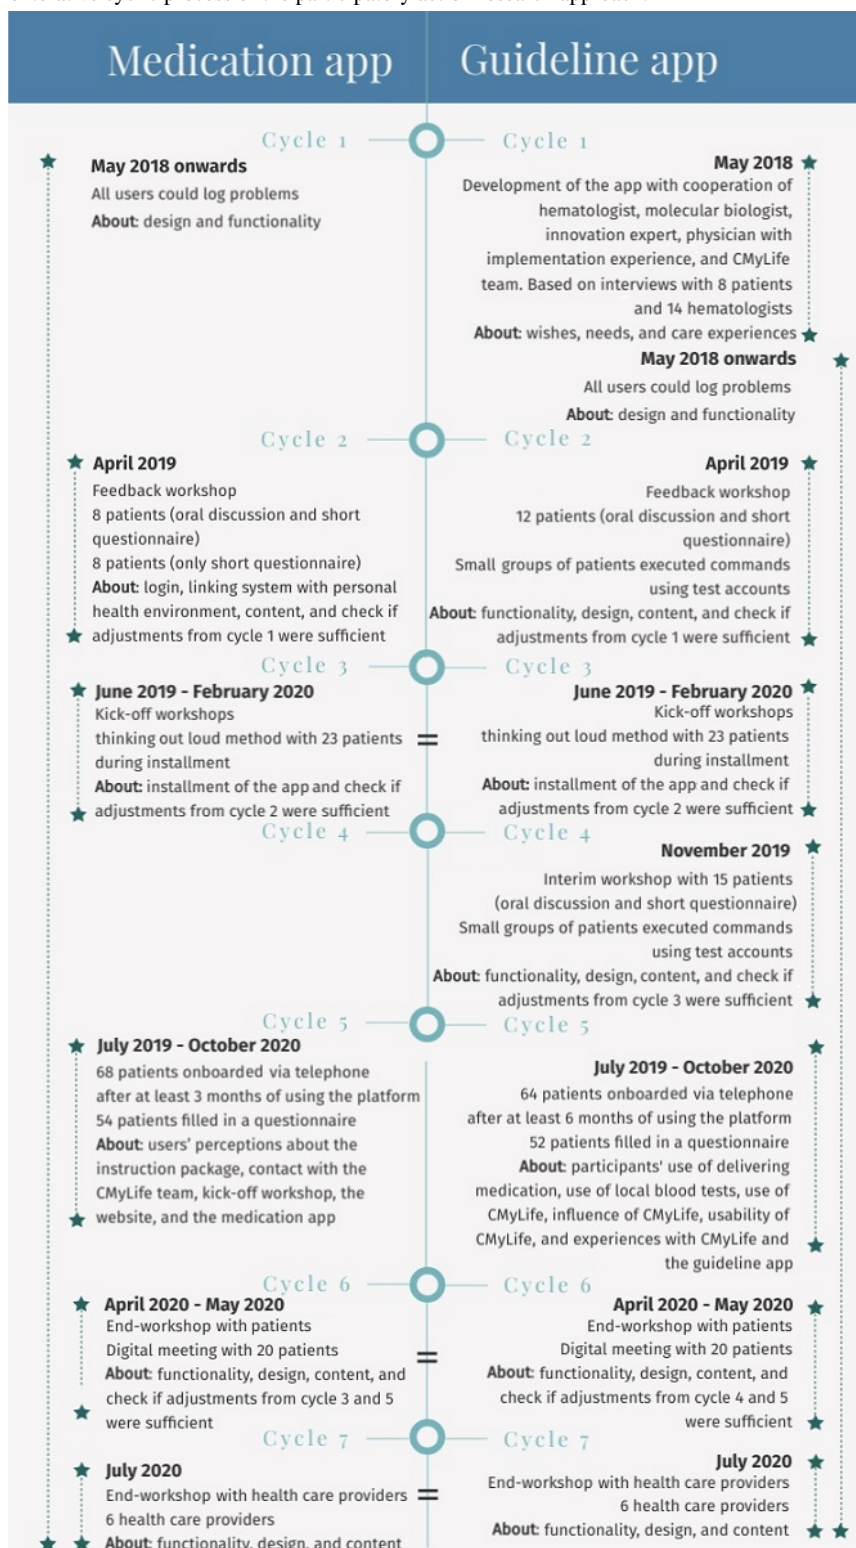 Medication app
Guideline app
Cycle 1
May 2018 onwards
All users could log problems
About: design and functionality
Cycle 1
May 2018
Development of the app with cooperation of
hematologist, molecular biologist,
innovation expert, physician with
implementation experience, and CMyLife
team. Based on interviews with 8 patients
and 14 hematologists
About: wishes, needs, and care experiences
May 2018 onwards
All users could log problems
About: design and functionality
Cycle 2
April 2019
Feedback workshop
8 patients (oral discussion and short
questionnaire)
8 patients (only short questionnaire)
About: login, linking system with personal
health environment, content, and check if
adjustments from cycle 1 were sufficient
Cycle 2
April 2019
Feedback workshop
12 patients (oral discussion and short
questionnaire)
Small groups of patients executed commands
using test accounts
About: functionality, design, content, and check if
adjustments from cycle 1 were sufficient
Cycle 3
June 2019 - February 2020
Kick-off workshops
thinking out loud method with 23 patients
during installment
About: installment of the app and check if
adjustments from cycle 2 were sufficient
=
Cycle 3
June 2019 - February 2020
Kick-off workshops
thinking out loud method with 23 patients
during installment
About: installment of the app and check if
adjustments from cycle 2 were sufficient
Cycle 4
Cycle 4
November 2019
Interim workshop with 15 patients
(oral discussion and short questionnaire)
Small groups of patients executed commands
using test accounts
About: functionality, design, content, and check if
adjustments from cycle 3 were sufficient
Cycle 5
July 2019 - October 2020
68 patients onboarded via telephone
after at least 3 months of using the platform
54 patients filled in a questionnaire
About: users' perceptions about the
instruction package, contact with the
CMyLife team, kick-off workshop, the
website, and the medication app
Cycle 5
July 2019 - October 2020
64 patients onboarded via telephone
after at least 6 months of using the platform
52 patients filled in a questionnaire
About: participants' use of delivering
medication, use of local blood tests, use of
CMyLife, influence of CMyLife, usability of
CMyLife, and experiences with CMyLife and
the guideline app
Cycle 6
April 2020 - May 2020
End-workshop with patients
Digital meeting with 20 patients
About: functionality, design, content, and
check if adjustments from cycle 3 and 5
were sufficient
=
Cycle 6
April 2020 - May 2020
End-workshop with patients
Digital meeting with 20 patients
About: functionality, design, content, and
check if adjustments from cycle 4 and 5
were sufficient
Cycle 7
July 2020
End-workshop with health care providers
6 health care providers
About: functionality, design, and content
=
Cycle 7
July 2020
End-workshop with health care providers
6 health care providers
About: functionality, design, and content